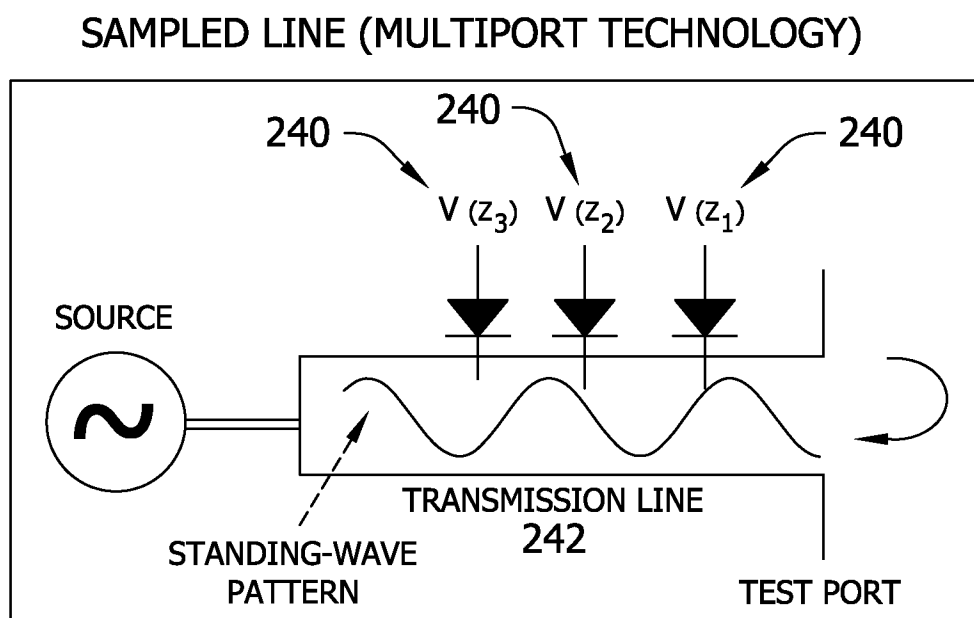 SAMPLED LINE (MULTIPORT TECHNOLOGY)
240 240 240
V (Z3) V (Z2) V (Z1)
SOURCE
TRANSMISSION LINE
242
STANDING-WAVE
PATTERN
TEST PORT